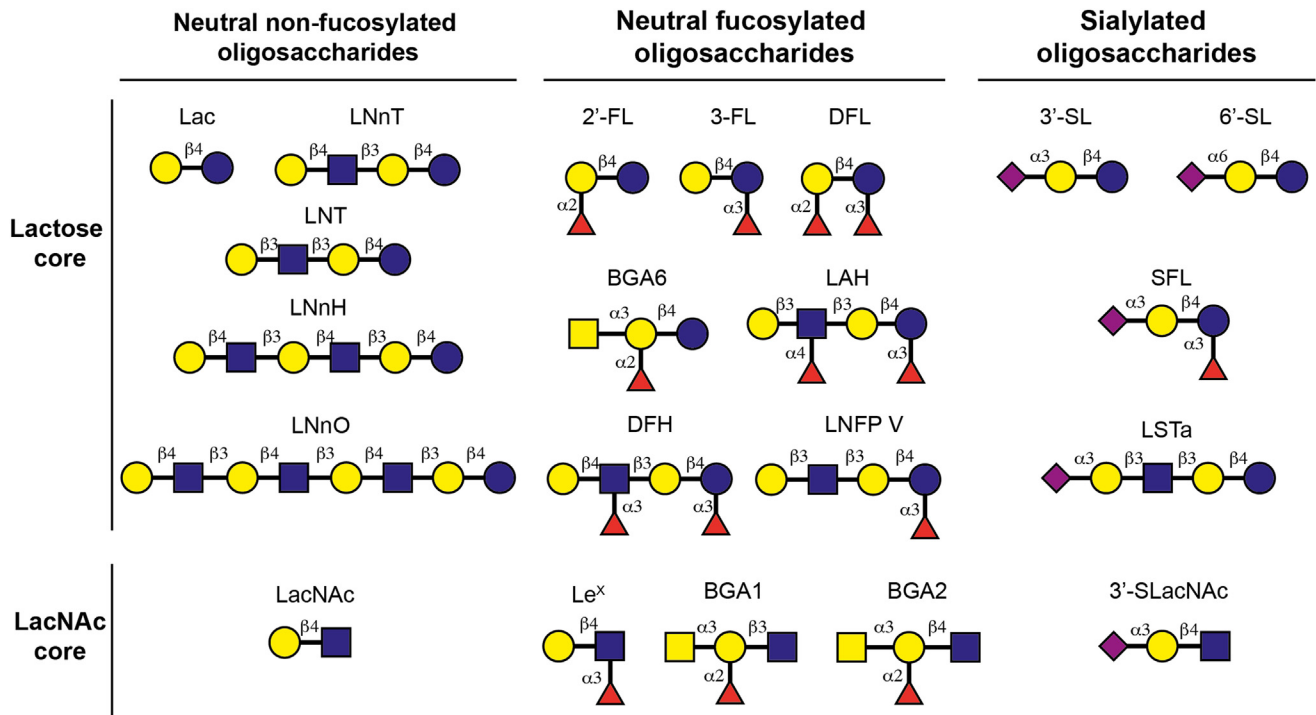 Neutral non-fucosylated
oligosaccharides
Neutral fucosylated
oligosaccharides
Sialylated
oligosaccharides
Lactose
core
Lac
β4
LNnT
β4 β3 β4
LNT
β3 β3 β4
LNnH
β4 β3 β4 β3 β4
LNnO
β4 β3 β4 β3 β4 β3 β4
2'-FL
β4
α2
3-FL
β4
α3
DFL
β4
α2 α3
BGA6
α3 β4
α2
LAH
β3 β3 β4
α4 α3
DFH
β4 β3 β4
α3 α3
LNFP V
β3 β3 β4
α3
3'-SL
α3 β4
6'-SL
α6 β4
SFL
α3 β4
α3
LSTa
α3 β3 β3 β4
LacNAc
core
LacNAc
β4
Leˣ
β4
α3
BGA1
α3 β3
α2
BGA2
α3 β4
α2
3'-SLacNAc
α3 β4